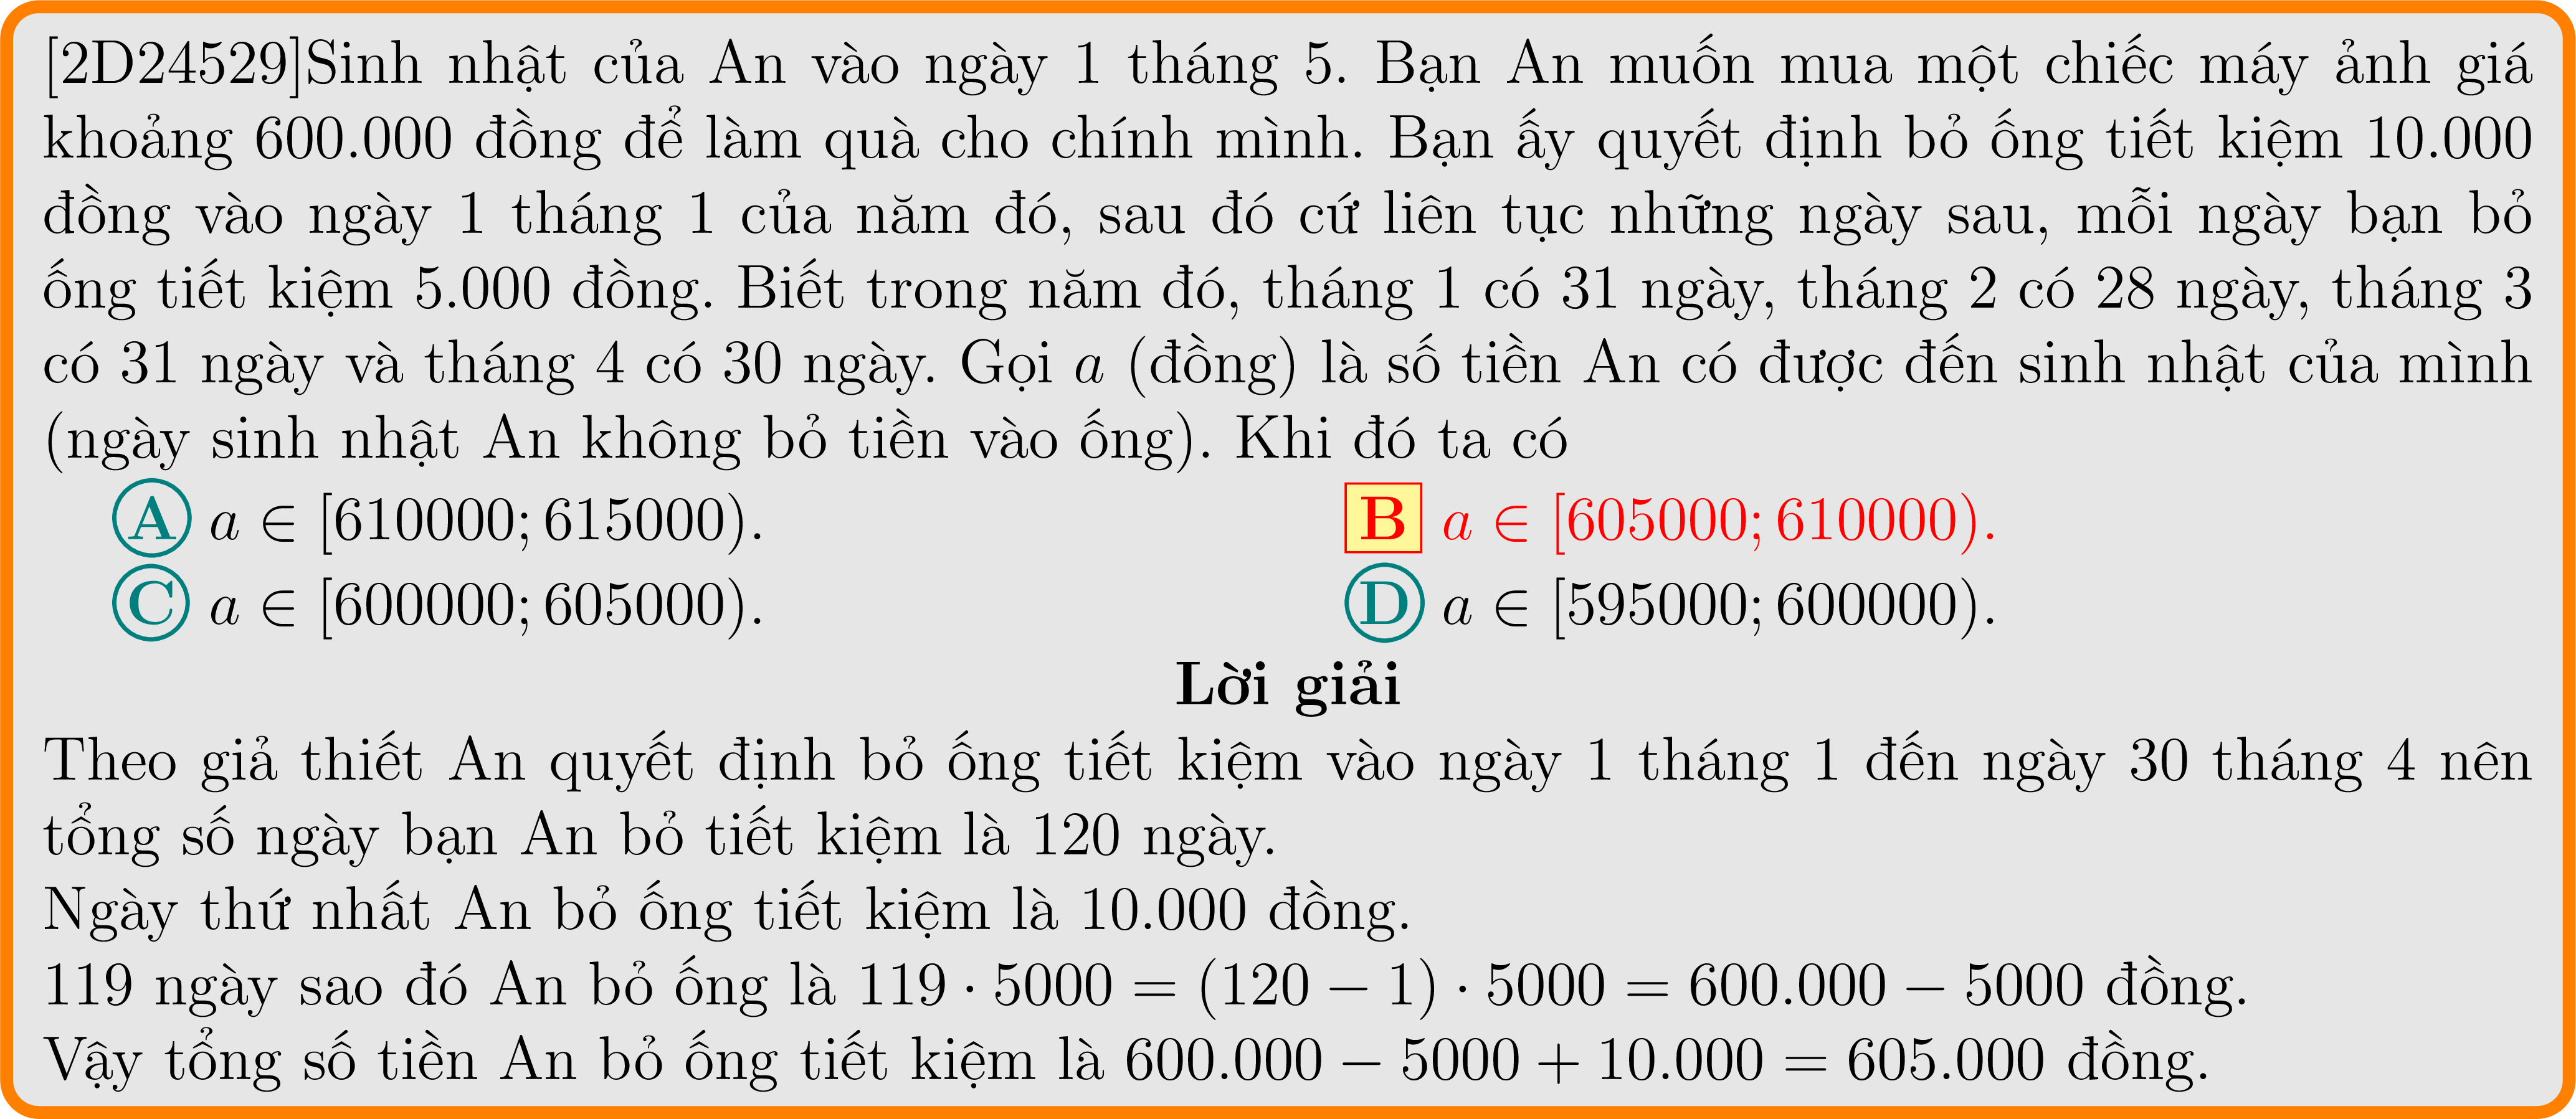 [2D24529]Sinh nhật của An vào ngày 1 tháng 5. Bạn An muốn mua một chiếc máy ảnh giá
khoảng 600.000 đồng để làm quà cho chính mình. Bạn ấy quyết định bỏ ống tiết kiệm 10.000
đồng vào ngày 1 tháng 1 của năm đó, sau đó cứ liên tục những ngày sau, mỗi ngày bạn bỏ
ống tiết kiệm 5.000 đồng. Biết trong năm đó, tháng 1 có 31 ngày, tháng 2 có 28 ngày, tháng 3
có 31 ngày và tháng 4 có 30 ngày. Gọi a (đồng) là số tiền An có được đến sinh nhật của mình
(ngày sinh nhật An không bỏ tiền vào ống). Khi đó ta có
A a ∈ [610000; 615000). B a ∈ [605000; 610000).
C a ∈ [600000; 605000). D a ∈ [595000; 600000).
Lời giải
Theo giả thiết An quyết định bỏ ống tiết kiệm vào ngày 1 tháng 1 đến ngày 30 tháng 4 nên
tổng số ngày bạn An bỏ tiết kiệm là 120 ngày.
Ngày thứ nhất An bỏ ống tiết kiệm là 10.000 đồng.
119 ngày sao đó An bỏ ống là 119 · 5000 = (120 − 1) · 5000 = 600.000 − 5000 đồng.
Vậy tổng số tiền An bỏ ống tiết kiệm là 600.000 − 5000 + 10.000 = 605.000 đồng.